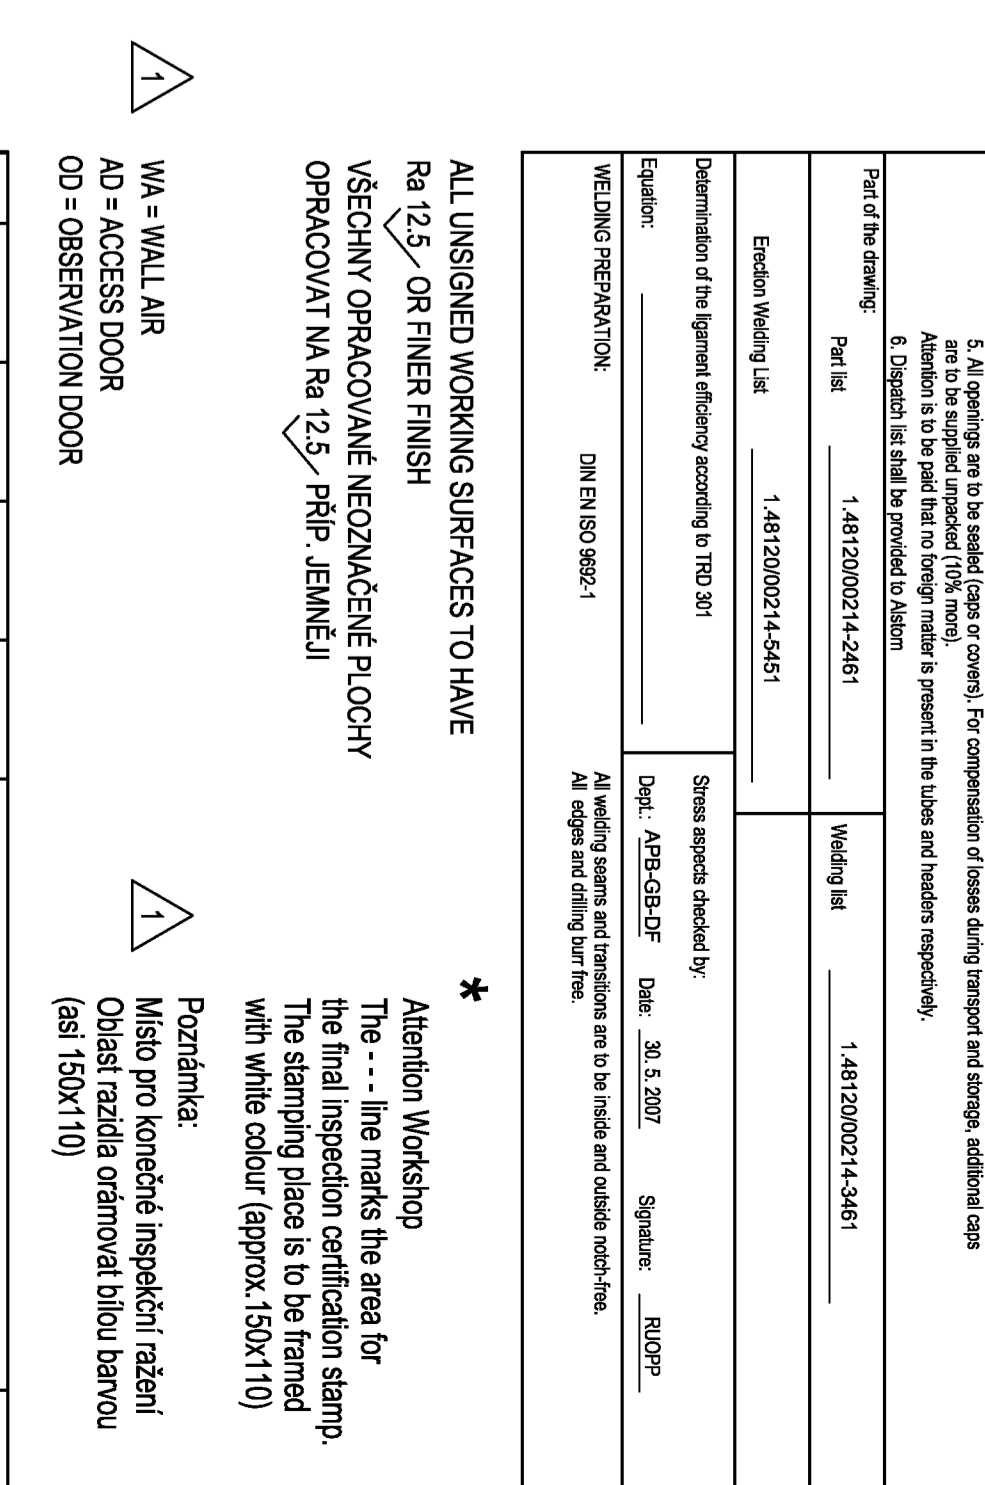 5. All openings are to be sealed (caps or covers). For compensation of losses during transport and storage, additional caps
are to be supplied unpacked (10% more).
Attention is to be paid that no foreign matter is present in the tubes and headers respectively.
6. Dispatch list shall be provided to Alstom
Part of the drawing:
Part list 1.48120/00214-2461 Welding list 1.48120/00214-3461
Erection Welding List 1.48120/00214-5451
Determination of the ligament efficiency according to TRD 301
Stress aspects checked by:
Equation:
Dept.: APB-GB-DF Date: 30. 5. 2007 Signature: RUOPP
WELDING PREPARATION: DIN EN ISO 9692-1
All welding seams and transitions are to be inside and outside notch-free.
All edges and drilling burr free.
ALL UNSIGNED WORKING SURFACES TO HAVE
Ra 12.5 OR FINER FINISH
VŠECHNY OPRACOVANÉ NEOZNAČENÉ PLOCHY
OPRACOVAT NA Ra 12.5 PŘÍP. JEMNĚJI
*
Attention Workshop
The - - - line marks the area for
the final inspection certification stamp.
The stamping place is to be framed
with white colour (approx.150x110)
1
WA = WALL AIR
AD = ACCESS DOOR
OD = OBSERVATION DOOR
1
Poznámka:
Místo pro konečné inspekční ražení
Oblast razidla orámovat bílou barvou
(asi 150x110)